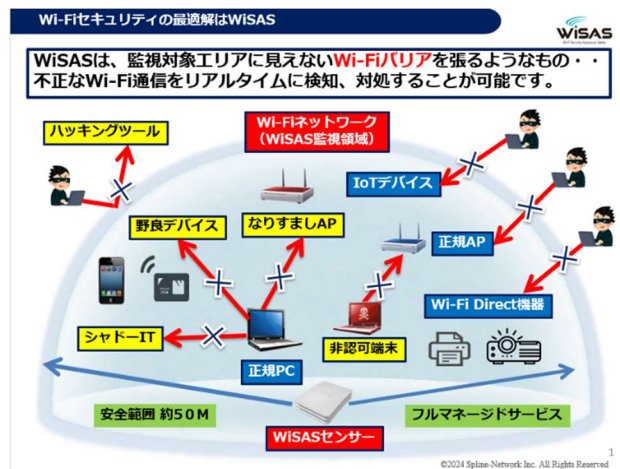 Wi-Fiセキュリティの最適解はWiSAS
WiSAS
WiSASは、監視対象エリアに見えないWi-Fiバリアを張るようなもの・・
不正なWi-Fi通信をリアルタイムに検知、対処することが可能です。
ハッキングツール
Wi-Fiネットワーク
（WiSAS監視領域）
IoTデバイス
野良デバイス
なりすましAP
正規AP
Wi-Fi Direct機器
シャドーIT
非認可端末
正規PC
安全範囲 約５０Ｍ
フルマネージドサービス
WiSASセンサー
1
©2024 Spline-Network Inc. All Rights Reserved